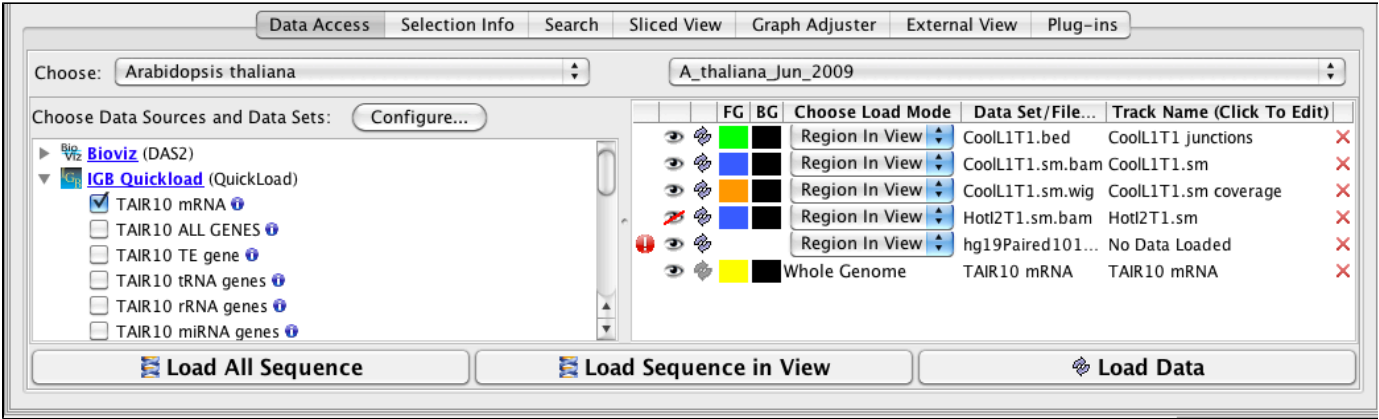 Data Access Selection Info Search Sliced View Graph Adjuster External View Plug-ins
Choose: Arabidopsis thaliana A_thaliana_Jun_2009
Choose Data Sources and Data Sets: Configure...
Bioviz (DAS2)
IGB Quickload (QuickLoad)
TAIR10 mRNA
TAIR10 ALL GENES
TAIR10 TE gene
TAIR10 tRNA genes
TAIR10 rRNA genes
TAIR10 miRNA genes
FG BG Choose Load Mode Data Set/File... Track Name (Click To Edit)
Region In View CoolL1T1.bed CoolL1T1 junctions
Region In View CoolL1T1.sm.bam CoolL1T1.sm
Region In View CoolL1T1.sm.wig CoolL1T1.sm coverage
Region In View HotI2T1.sm.bam HotI2T1.sm
Region In View hg19Paired101... No Data Loaded
Whole Genome TAIR10 mRNA TAIR10 mRNA
Load All Sequence Load Sequence in View Load Data